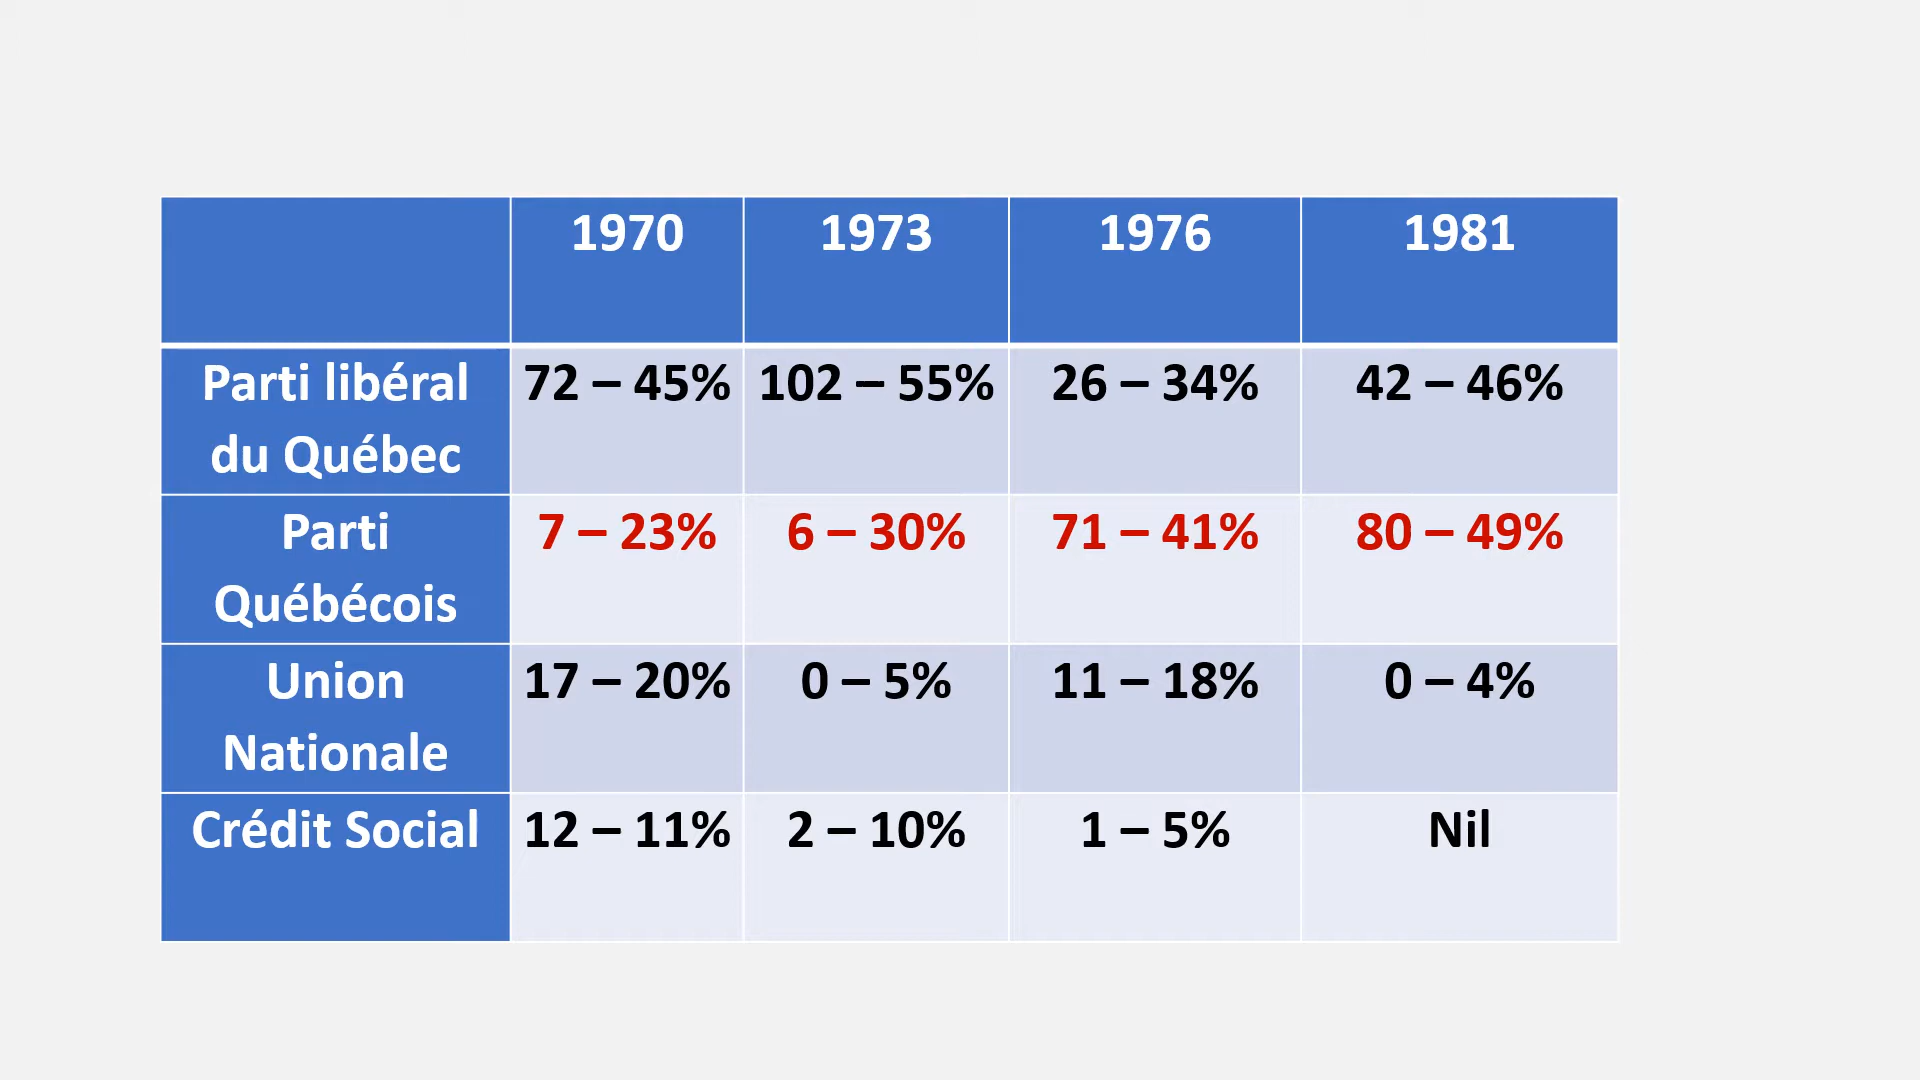 1970 1973 1976 1981
Parti libéral 72 – 45% 102 – 55% 26 – 34% 42 – 46%
du Québec
Parti 7 – 23% 6 – 30% 71 – 41% 80 – 49%
Québécois
Union 17 – 20% 0 – 5% 11 – 18% 0 – 4%
Nationale
Crédit Social 12 – 11% 2 – 10% 1 – 5% Nil